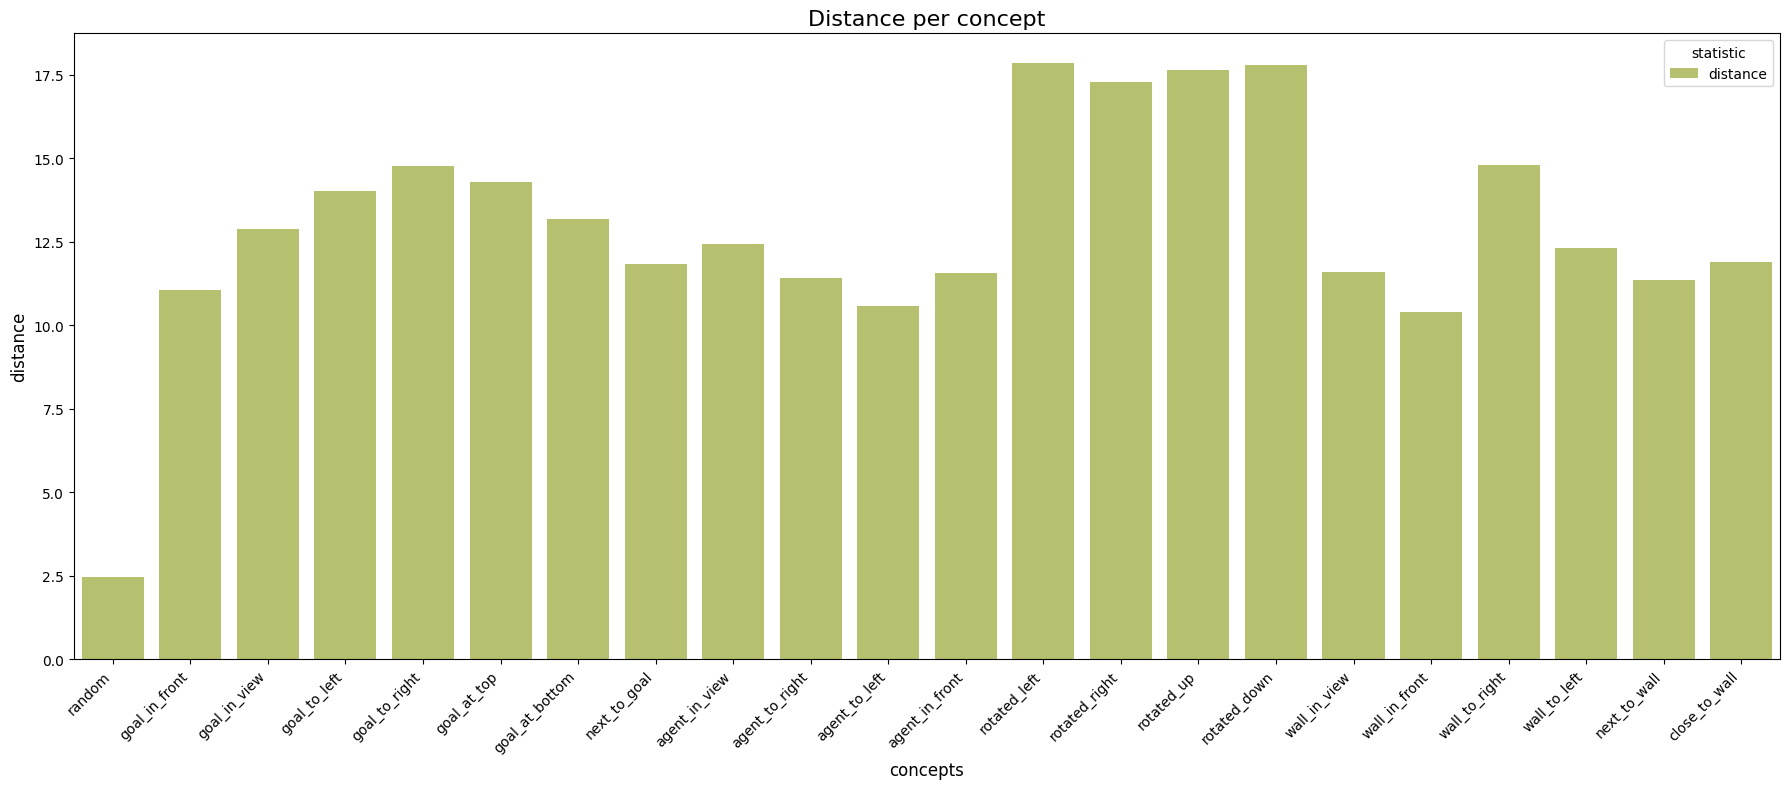 Distance per concept
statistic
distance
17.5
15.0
12.5
10.0
7.5
5.0
2.5
0.0
distance
random
goal_in_front
goal_in_view
goal_to_left
goal_to_right
goal_at_top
goal_at_bottom
next_to_goal
agent_in_view
agent_to_right
agent_to_left
agent_in_front
rotated_left
rotated_right
rotated_up
rotated_down
wall_in_view
wall_in_front
wall_to_right
wall_to_left
next_to_wall
close_to_wall
concepts